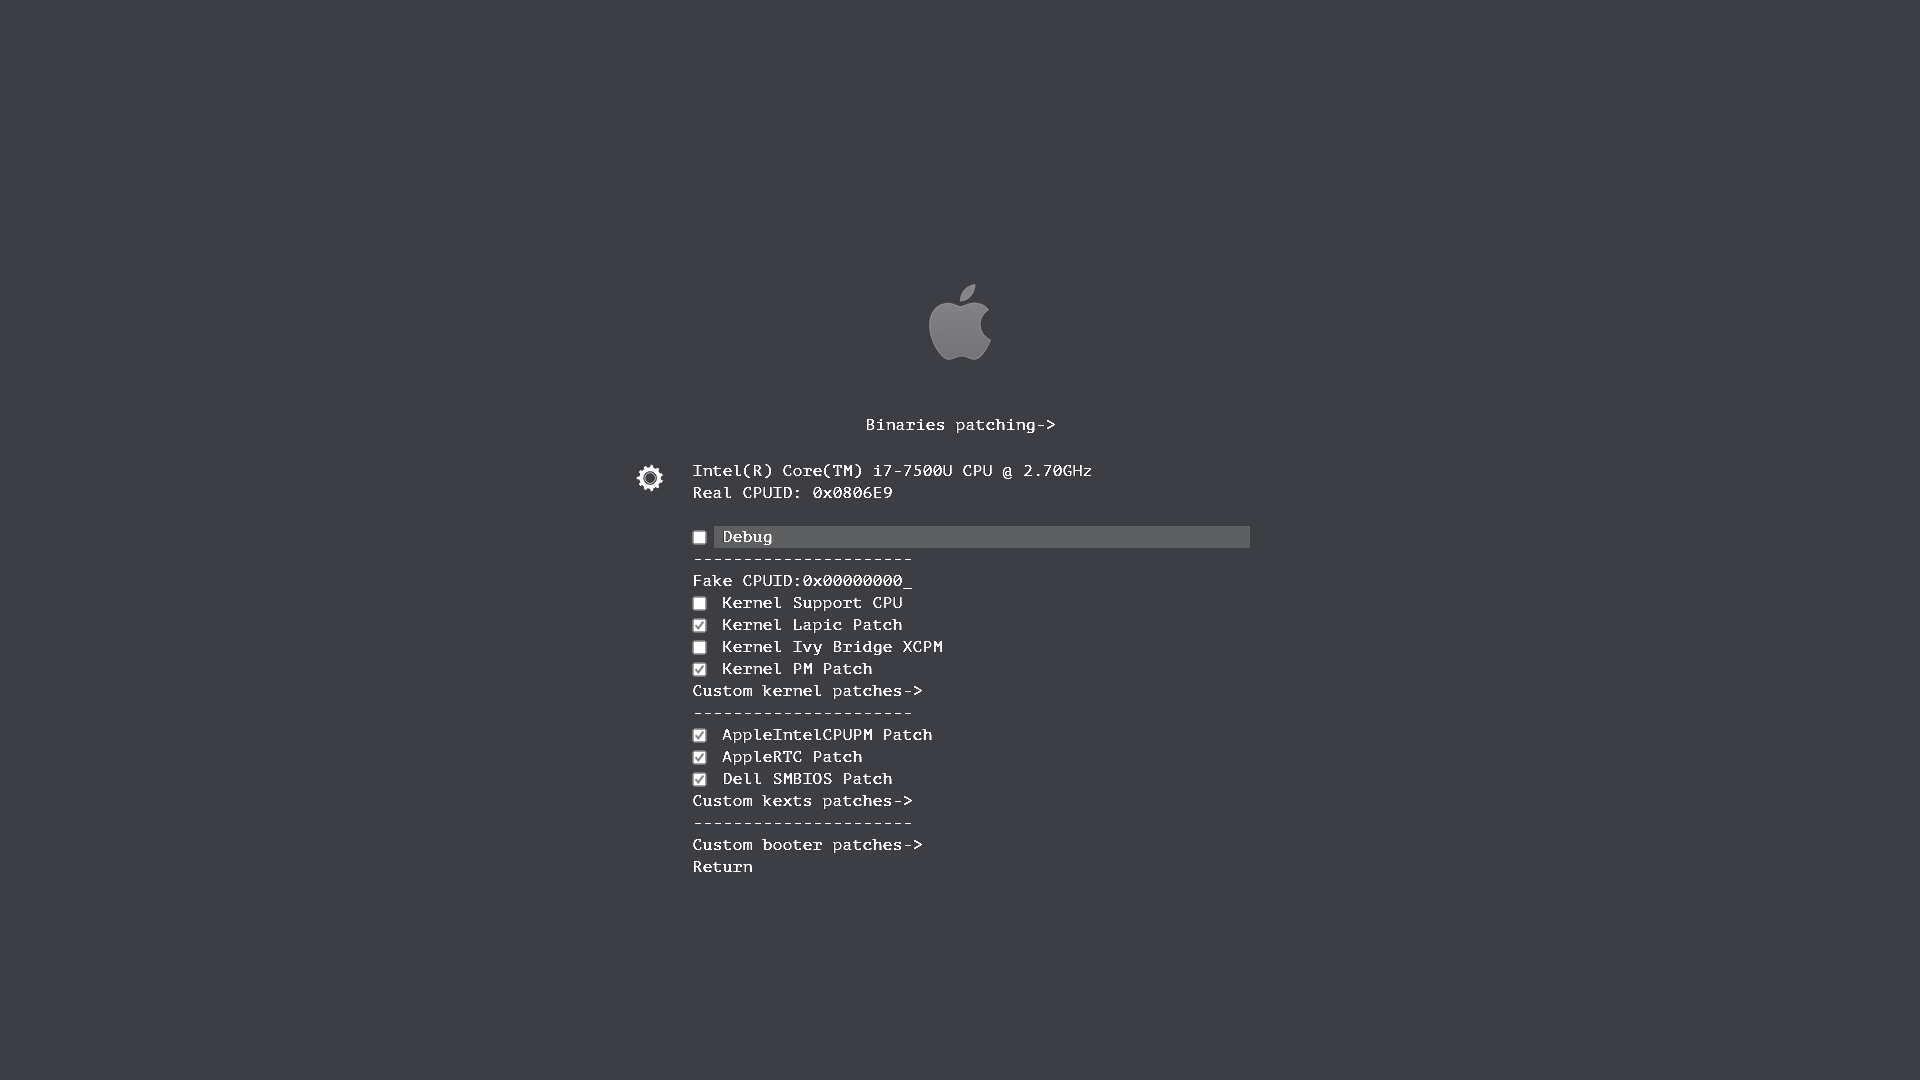 Binaries patching->
Intel(R) Core(TM) i7-7500U CPU @ 2.70GHz
Real CPUID: 0x0806E9
Debug
----------------------
Fake CPUID:0x00000000_
Kernel Support CPU
Kernel Lapic Patch
Kernel Ivy Bridge XCPM
Kernel PM Patch
Custom kernel patches->
----------------------
AppleIntelCPUPM Patch
AppleRTC Patch
Dell SMBIOS Patch
Custom kexts patches->
----------------------
Custom booter patches->
Return